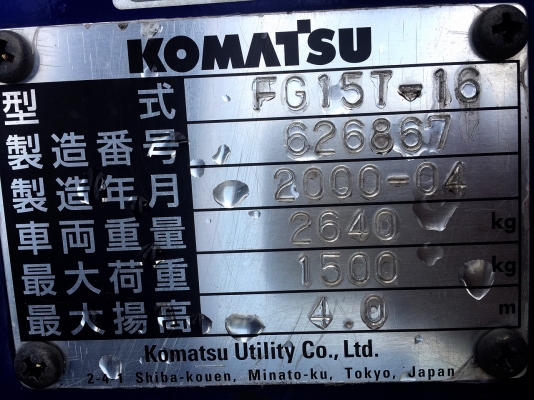 KOMATSU
型 式 FG15T-16
製造番号 626867
製造年月 2000-04
車両重量 2640 kg
最大荷重 1500 kg
最大揚高 4.0 m
Komatsu Utility Co., Ltd.
2-4-1 Shiba-kouen, Minato-ku, Tokyo, Japan